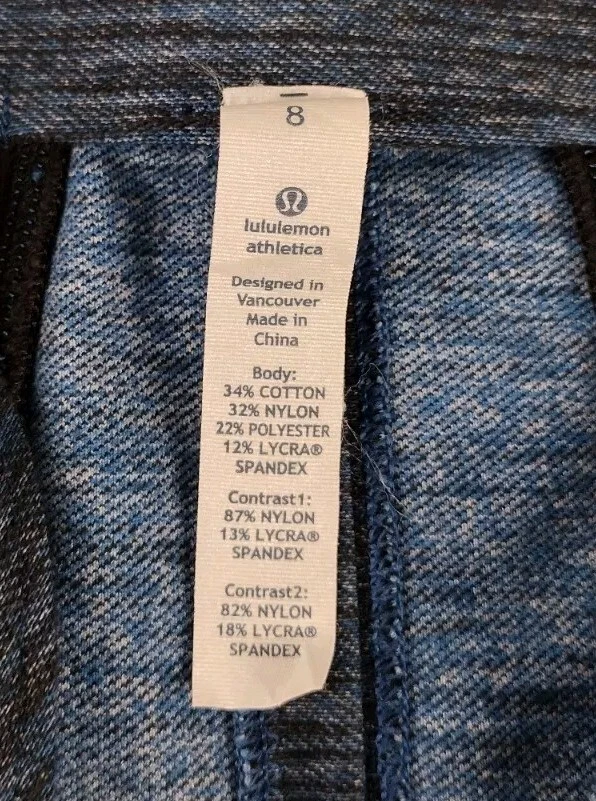 8
lululemon
athletica
Designed in
Vancouver
Made in
China
Body:
34% COTTON
32% NYLON
22% POLYESTER
12% LYCRA®
SPANDEX
Contrast1:
87% NYLON
13% LYCRA®
SPANDEX
Contrast2:
82% NYLON
18% LYCRA®
SPANDEX